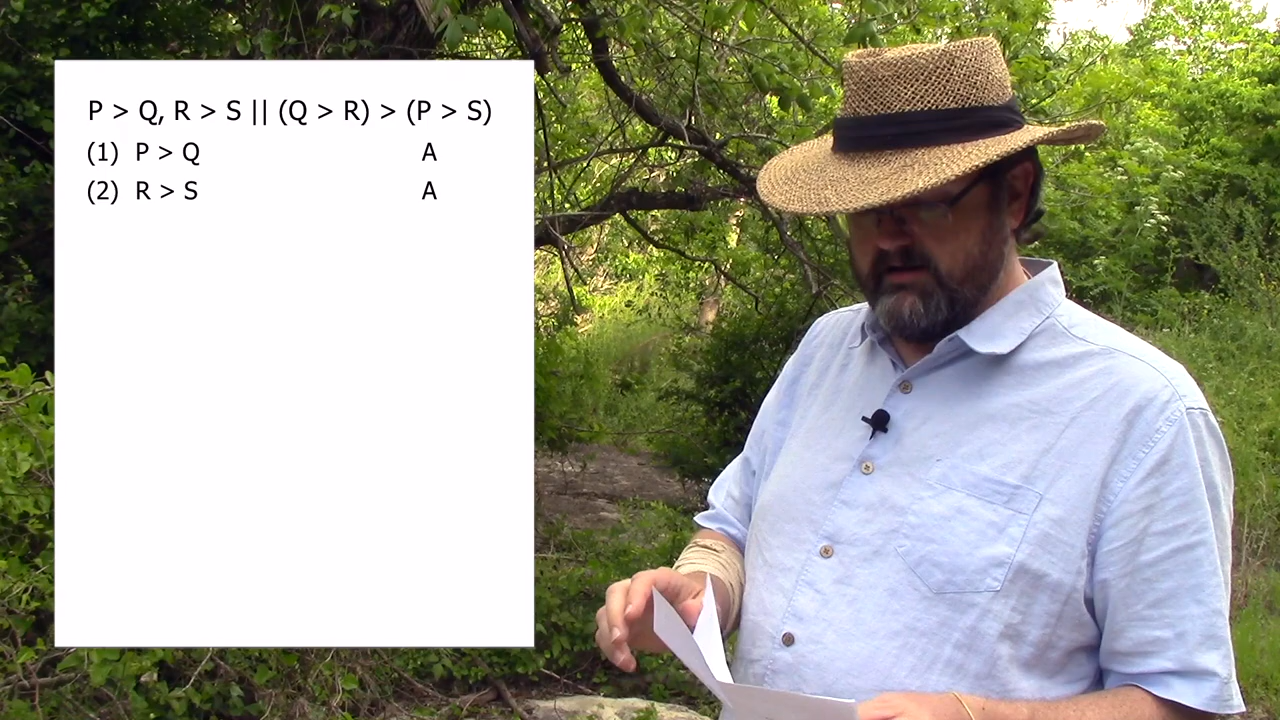 P > Q, R > S || (Q > R) > (P > S)
(1) P > Q A
(2) R > S A